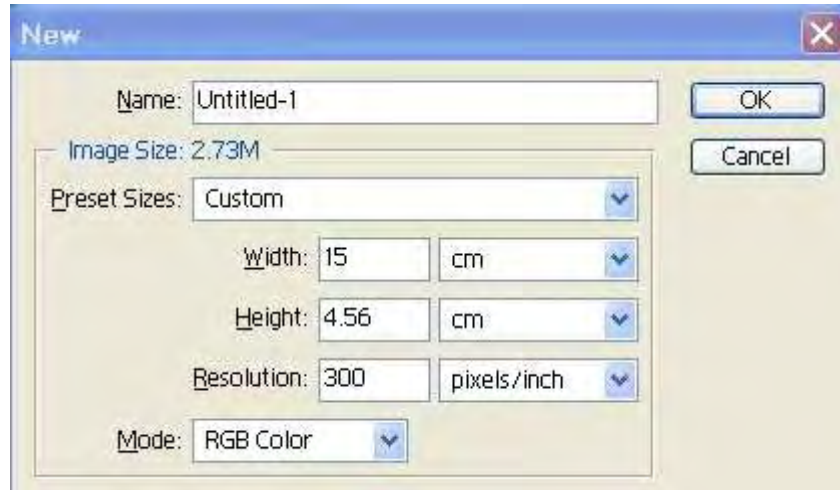 New
Name: Untitled-1
OK
Image Size: 2.73M
Cancel
Preset Sizes: Custom
Width: 15 cm
Height: 4.56 cm
Resolution: 300 pixels/inch
Mode: RGB Color